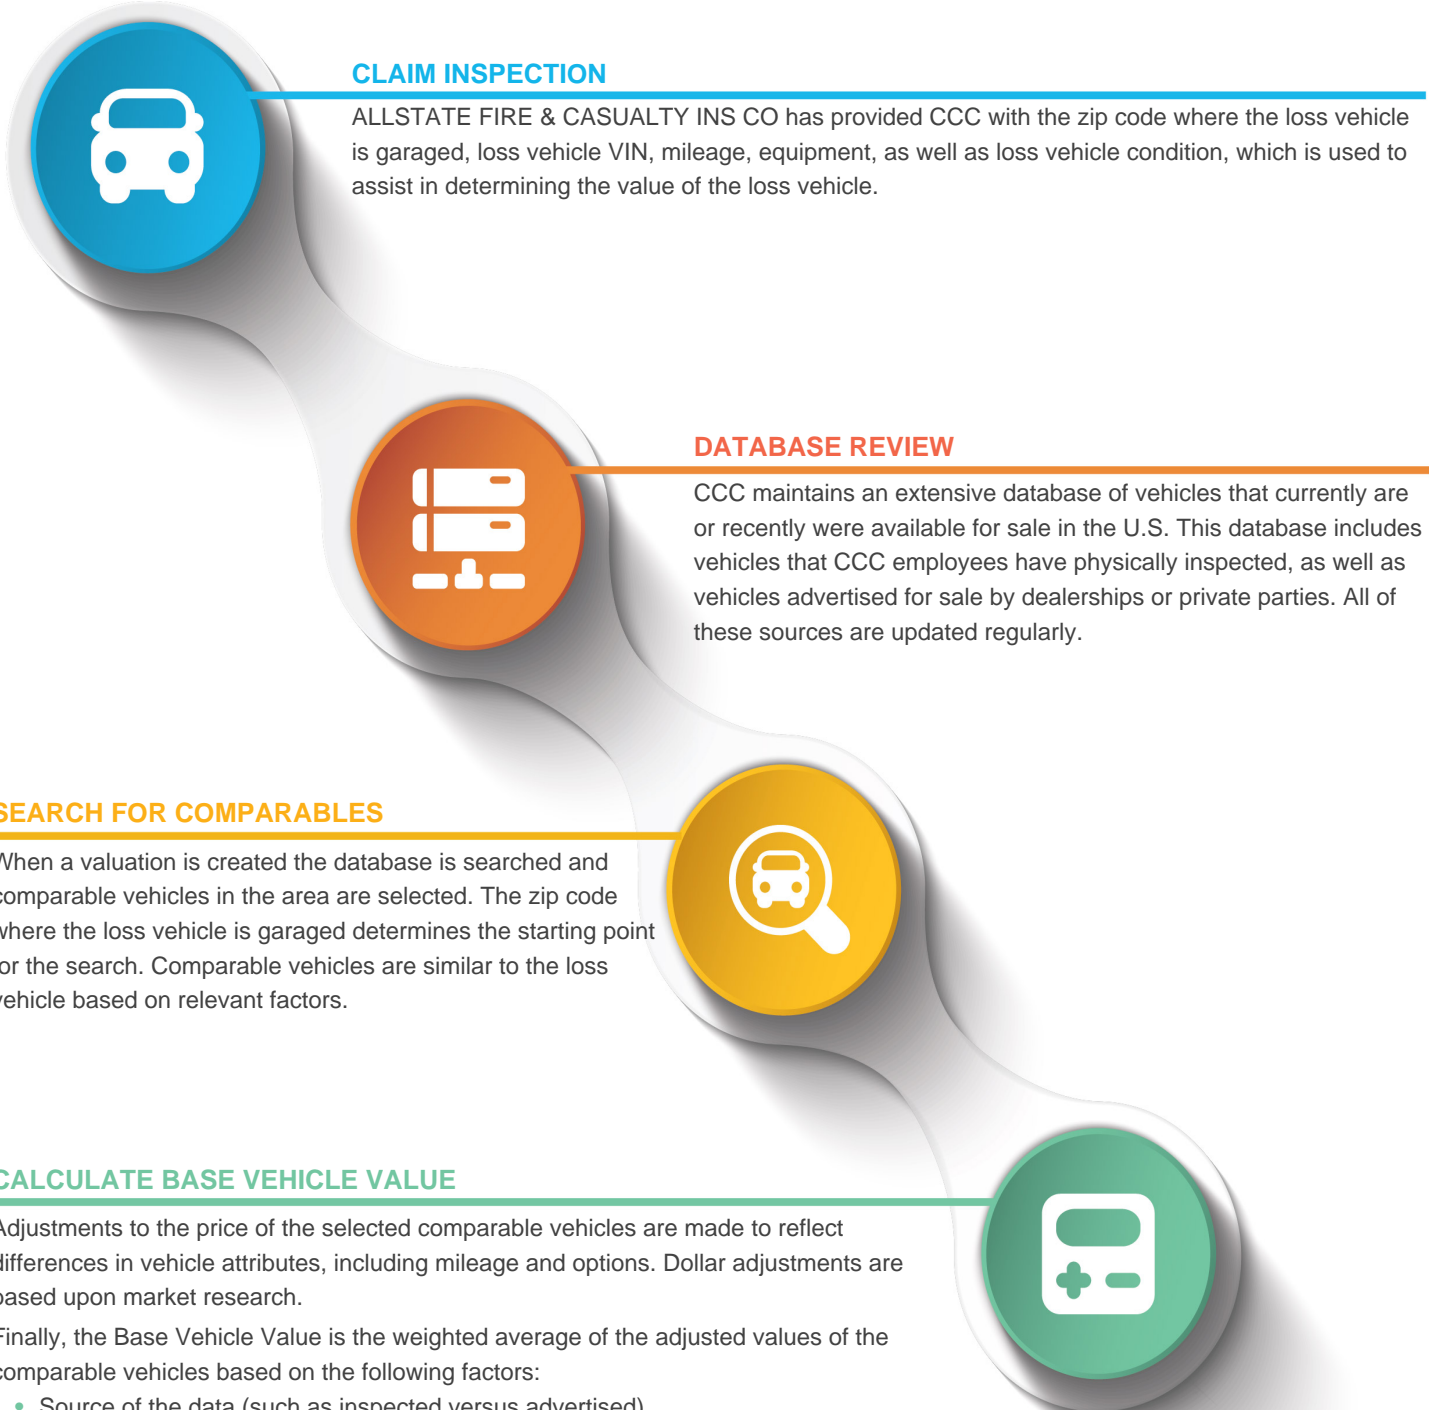 CLAIM INSPECTION
ALLSTATE FIRE & CASUALTY INS CO has provided CCC with the zip code where the loss vehicle
is garaged, loss vehicle VIN, mileage, equipment, as well as loss vehicle condition, which is used to
assist in determining the value of the loss vehicle.
DATABASE REVIEW
CCC maintains an extensive database of vehicles that currently are
or recently were available for sale in the U.S. This database includes
vehicles that CCC employees have physically inspected, as well as
vehicles advertised for sale by dealerships or private parties. All of
these sources are updated regularly.
SEARCH FOR COMPARABLES
When a valuation is created the database is searched and
comparable vehicles in the area are selected. The zip code
where the loss vehicle is garaged determines the starting point
for the search. Comparable vehicles are similar to the loss
vehicle based on relevant factors.
CALCULATE BASE VEHICLE VALUE
Adjustments to the price of the selected comparable vehicles are made to reflect
differences in vehicle attributes, including mileage and options. Dollar adjustments are
based upon market research.
Finally, the Base Vehicle Value is the weighted average of the adjusted values of the
comparable vehicles based on the following factors:
• Source of the data (such as inspected versus advertised)